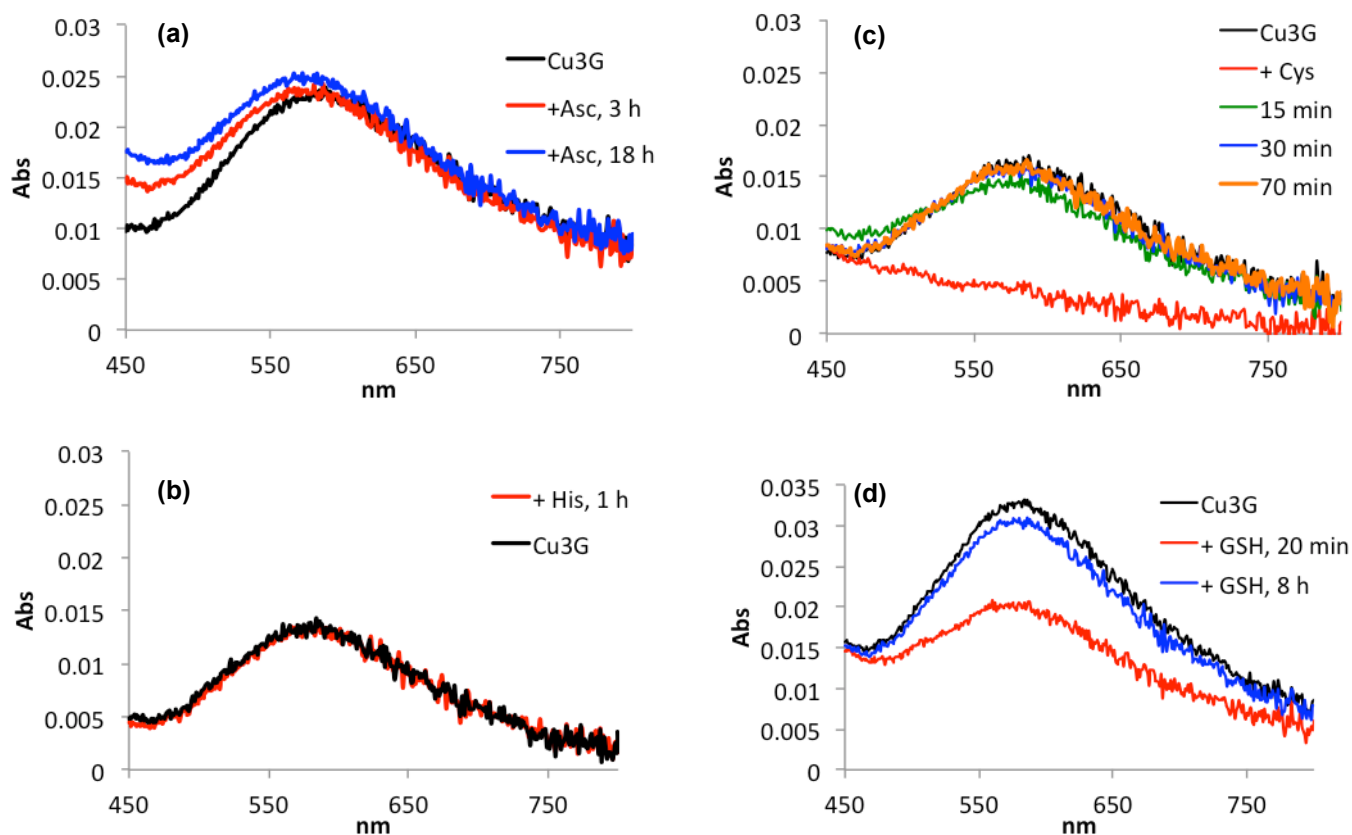 (a)
Abs
0.03
0.025
0.02
0.015
0.01
0.005
0
450
550
650
750
nm
Cu3G
+Asc, 3 h
+Asc, 18 h
(c)
Abs
0.03
0.025
0.02
0.015
0.01
0.005
0
450
550
650
750
nm
Cu3G
+ Cys
15 min
30 min
70 min
(b)
Abs
0.03
0.025
0.02
0.015
0.01
0.005
0
450
550
650
750
nm
+ His, 1 h
Cu3G
(d)
Abs
0.035
0.03
0.025
0.02
0.015
0.01
0.005
0
450
550
650
750
nm
Cu3G
+ GSH, 20 min
+ GSH, 8 h